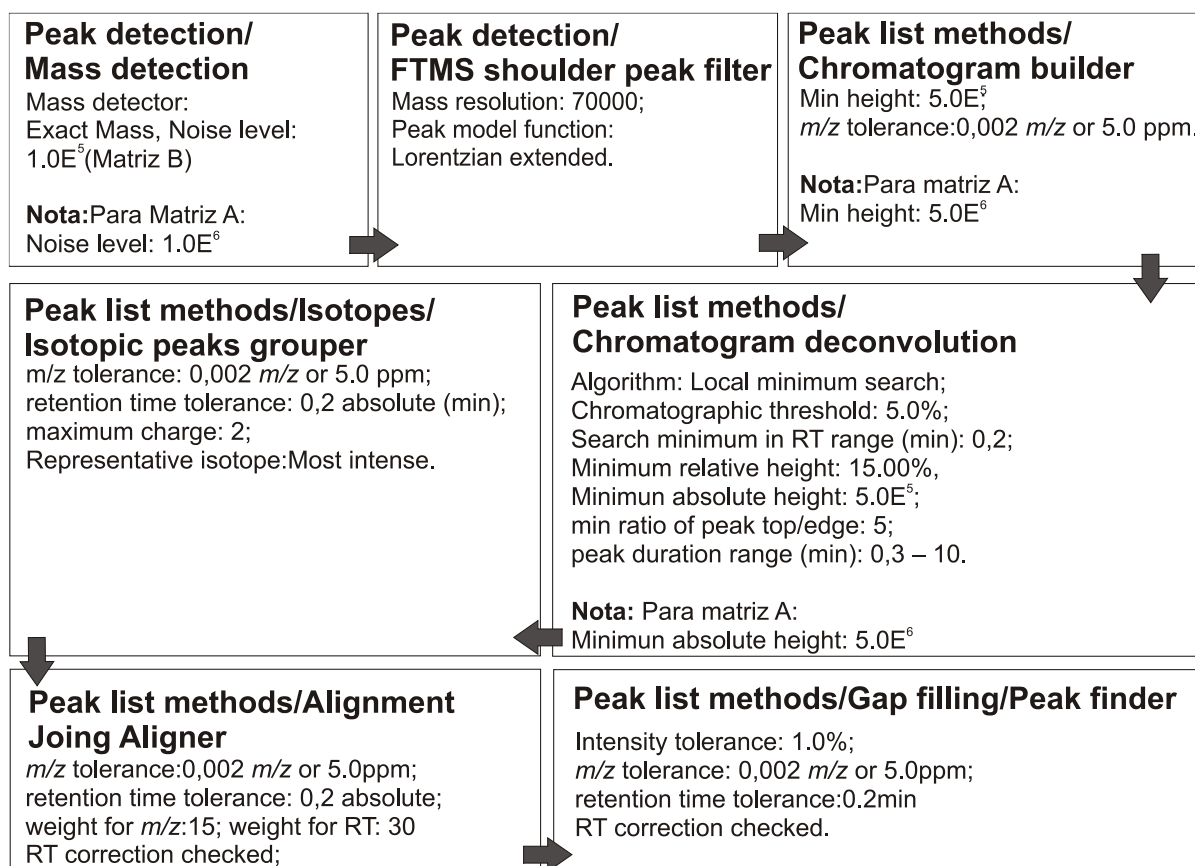 Peak detection/
Mass detection
Mass detector:
Exact Mass, Noise level:
1.0E⁵(Matriz B)
Nota:Para Matriz A:
Noise level: 1.0E⁶
Peak detection/
FTMS shoulder peak filter
Mass resolution: 70000;
Peak model function:
Lorentzian extended.
Peak list methods/
Chromatogram builder
Min height: 5.0E⁵;
m/z tolerance:0,002 m/z or 5.0 ppm.
Nota:Para matriz A:
Min height: 5.0E⁶
Peak list methods/
Chromatogram deconvolution
Algorithm: Local minimum search;
Chromatographic threshold: 5.0%;
Search minimum in RT range (min): 0,2;
Minimum relative height: 15.00%,
Minimun absolute height: 5.0E⁵;
min ratio of peak top/edge: 5;
peak duration range (min): 0,3 – 10.
Nota: Para matriz A:
Minimun absolute height: 5.0E⁶
Peak list methods/Isotopes/
Isotopic peaks grouper
m/z tolerance: 0,002 m/z or 5.0 ppm;
retention time tolerance: 0,2 absolute (min);
maximum charge: 2;
Representative isotope:Most intense.
Peak list methods/Alignment
Joing Aligner
m/z tolerance:0,002 m/z or 5.0ppm;
retention time tolerance: 0,2 absolute;
weight for m/z:15; weight for RT: 30
RT correction checked;
Peak list methods/Gap filling/Peak finder
Intensity tolerance: 1.0%;
m/z tolerance: 0,002 m/z or 5.0ppm;
retention time tolerance:0.2min
RT correction checked.